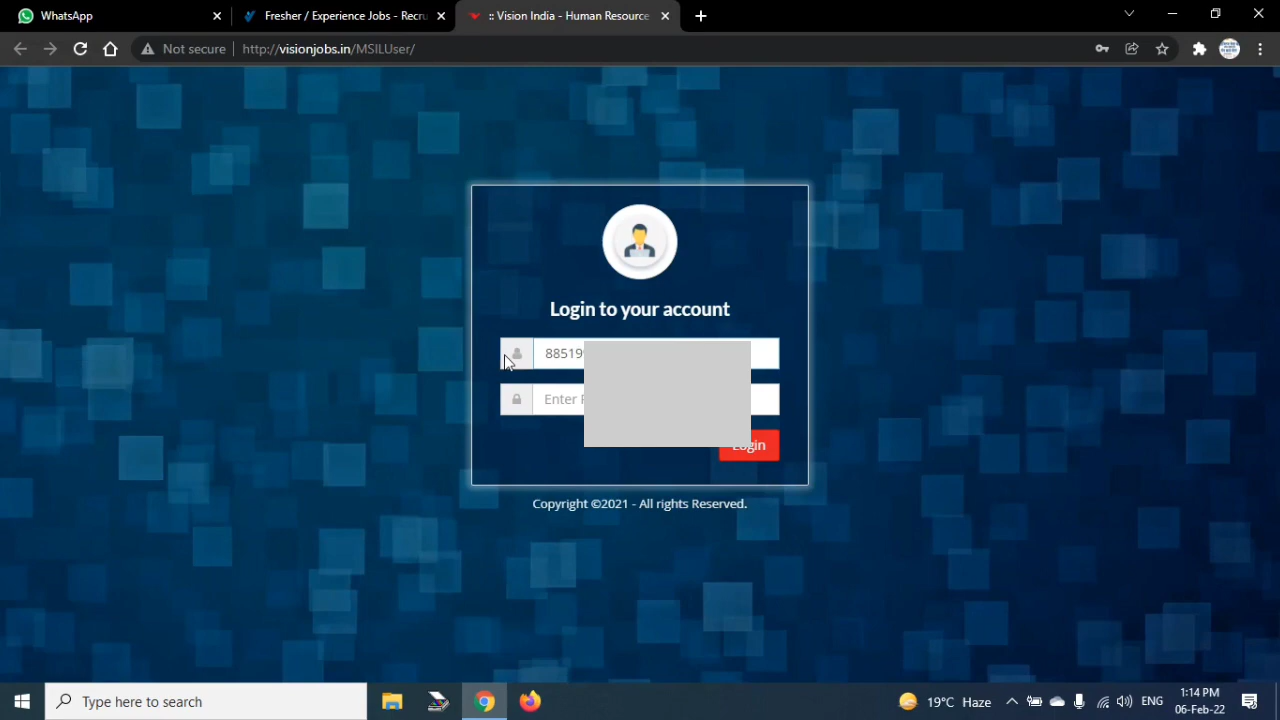 WhatsApp
Fresher / Experience Jobs - Recru
:: Vision India - Human Resource
Not secure
http://visionjobs.in/MSILUser/
Login to your account
88519
Enter
Login
Copyright ©2021 - All rights Reserved.
Type here to search
19°C Haze
ENG
1:14 PM
06-Feb-22